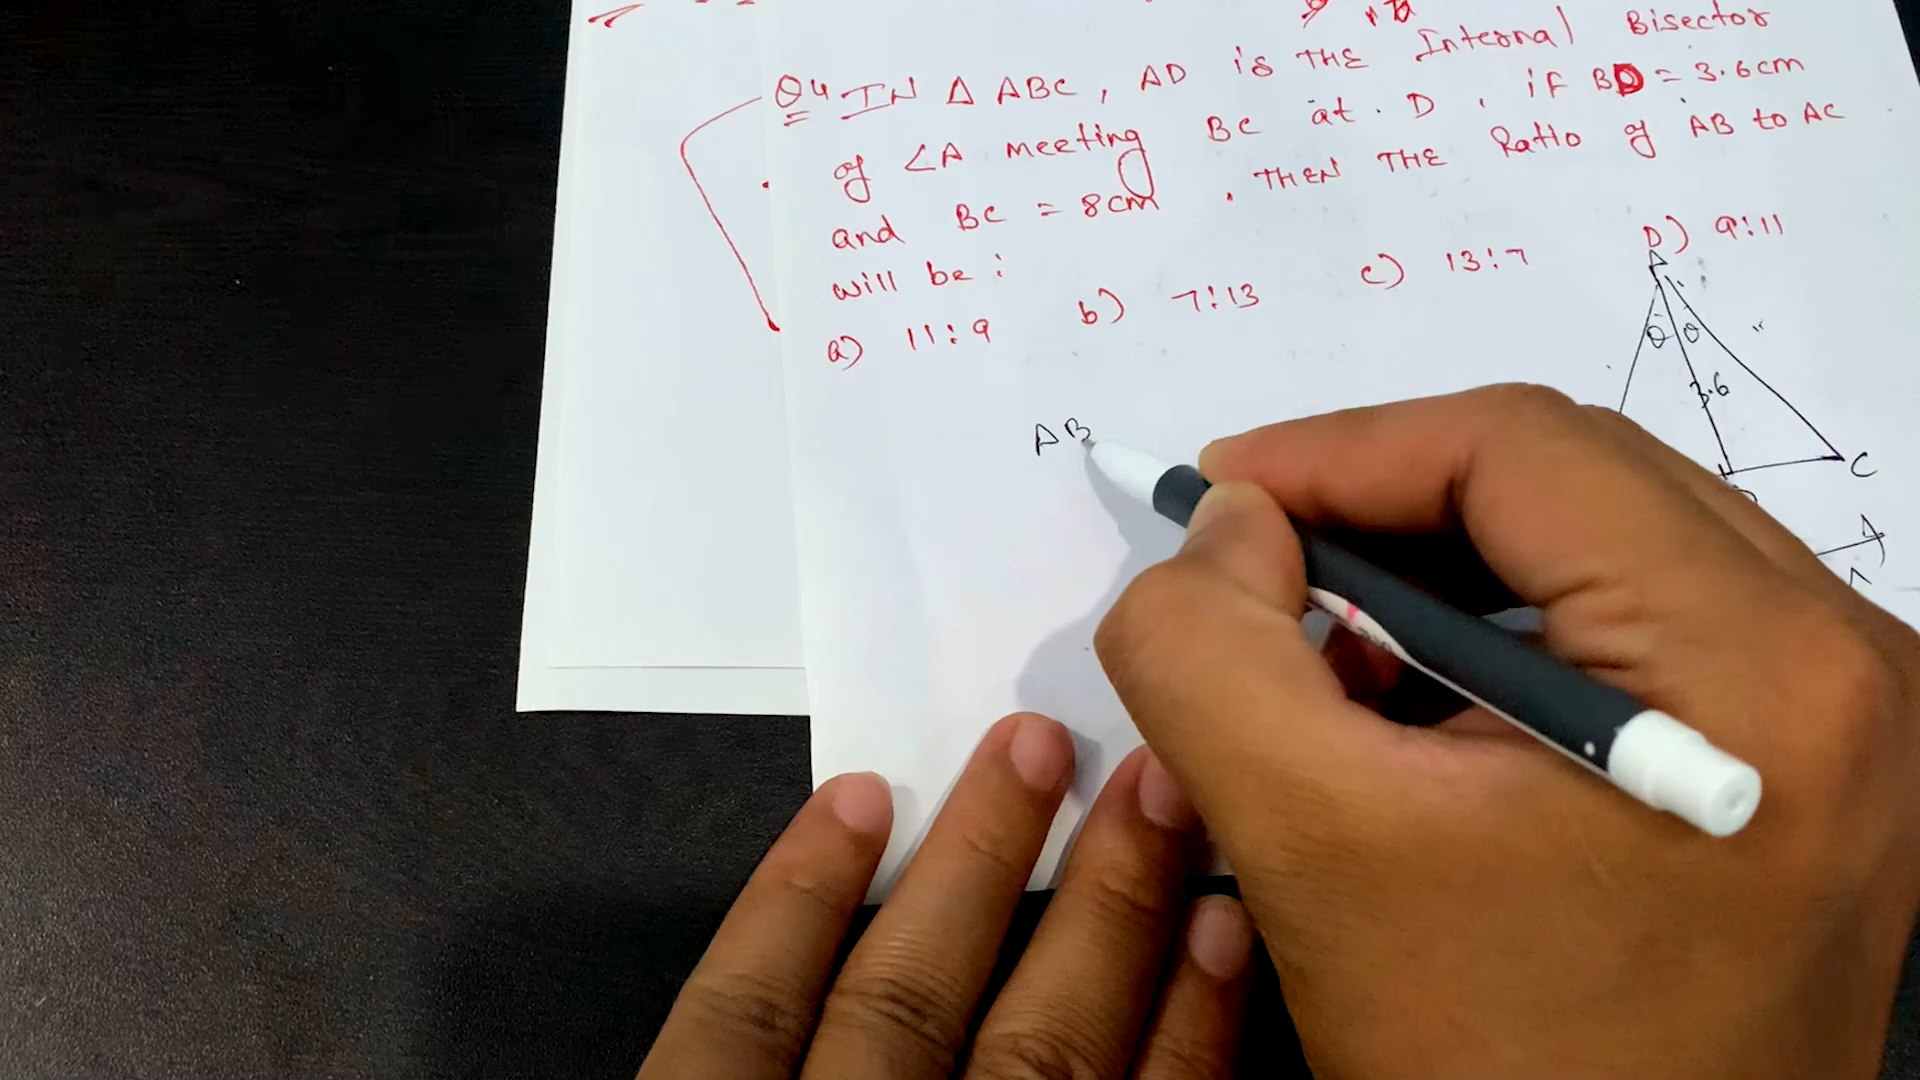 Q4 IN Δ ABC, AD is THE Internal Bisector
of ∠A meeting BC at D, if BD = 3.6cm
and BC = 8cm, THEN THE Ratio of AB to AC
will be:
a) 11:9 b) 7:13 c) 13:7 D) 9:11
A
θ θ
3.6
C
AB